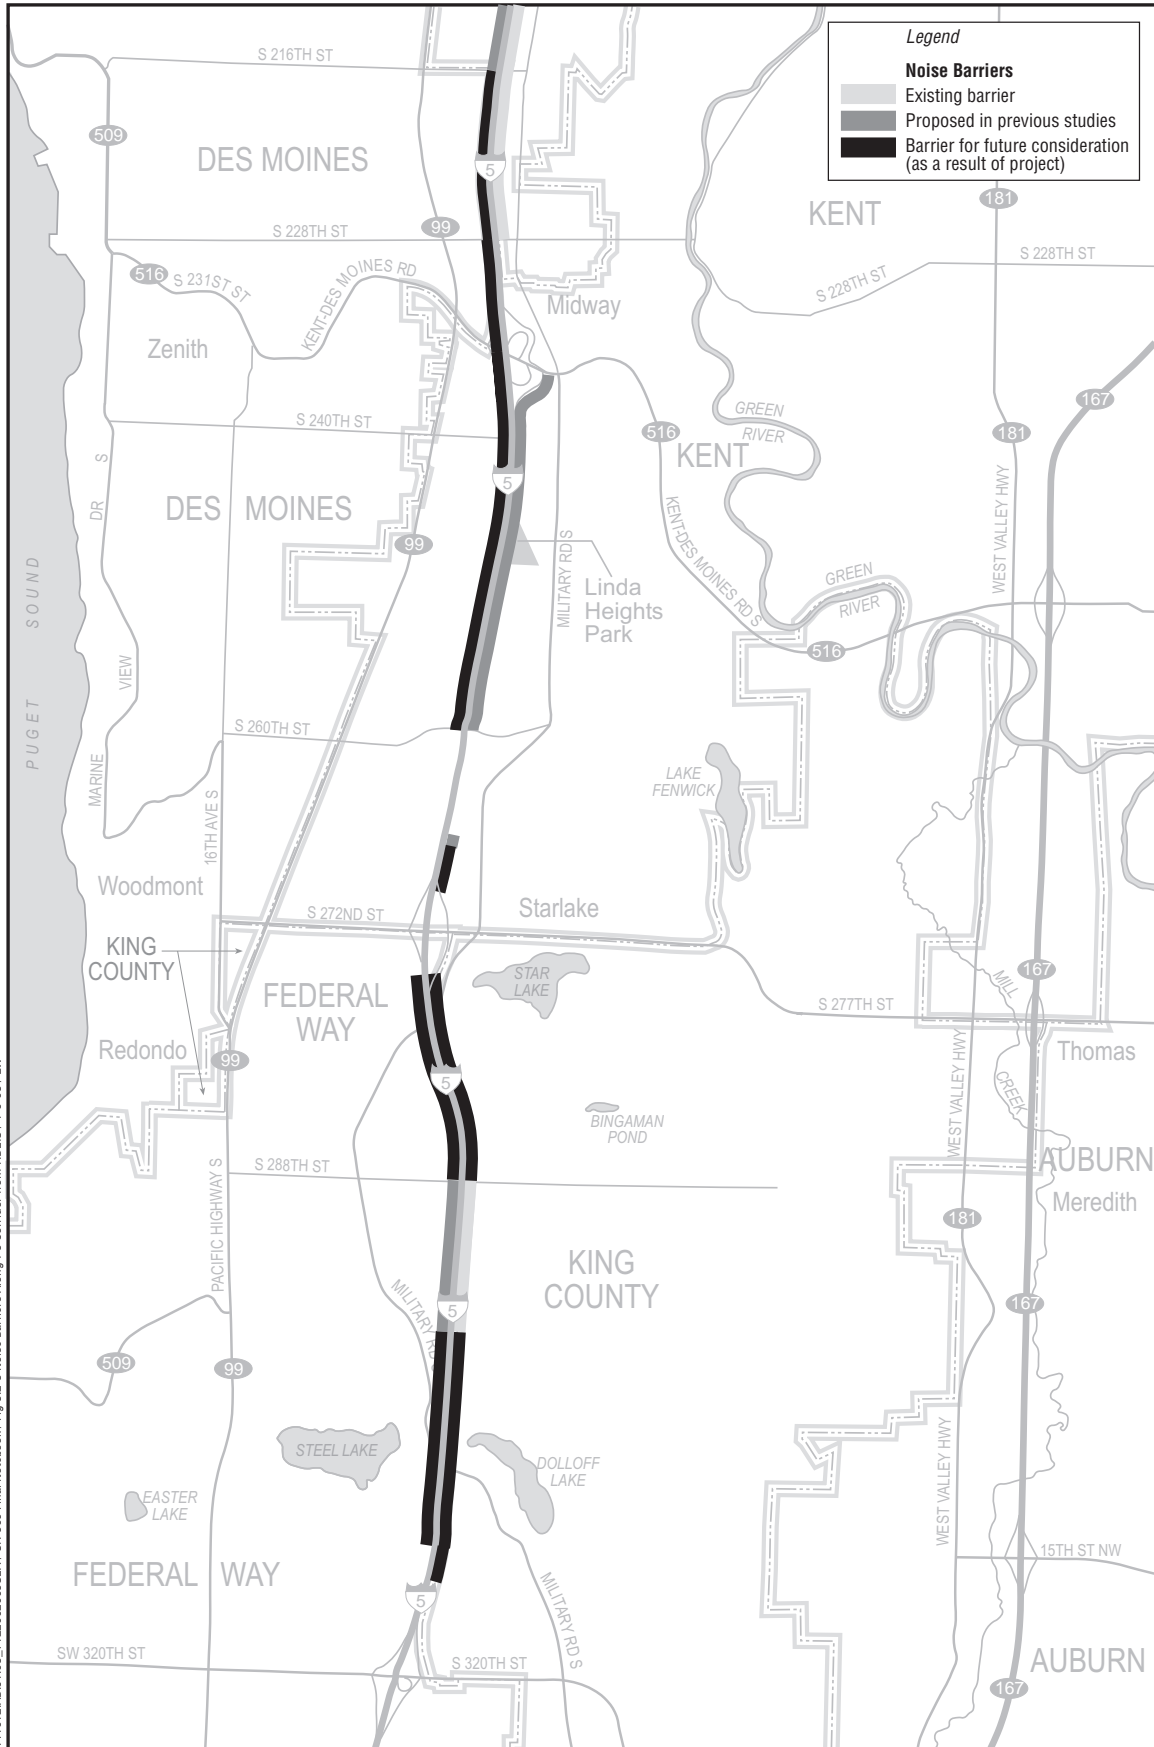 Legend
Noise Barriers
Existing barrier
Proposed in previous studies
Barrier for future consideration
(as a result of project)
S 216TH ST
509
DES MOINES
5
181
KENT
99
S 228TH ST
S 228TH ST
516
S 231ST ST
KENT-DES MOINES RD
S 228TH ST
Midway
Zenith
167
GREEN
RIVER
S 240TH ST
516
181
KENT
S
DR
VIEW
MARINE
5
DES MOINES
99
WEST VALLEY HWY
KENT-DES MOINES RD S
MILITARY RD S
PUGET SOUND
Linda
Heights
Park
GREEN
RIVER
516
S 260TH ST
LAKE
FENWICK
16TH AVE S
Woodmont
S 272ND ST
Starlake
KING
COUNTY
STAR
LAKE
167
MILL
CREEK
FEDERAL
WAY
S 277TH ST
Redondo
99
5
WEST VALLEY HWY
Thomas
BINGAMAN
POND
S 288TH ST
AUBURN
Meredith
PACIFIC HIGHWAY S
181
KING
COUNTY
MILITARY RD
5
167
509
99
STEEL LAKE
DOLLOFF
LAKE
WEST VALLEY HWY
EASTER
LAKE
15TH ST NW
FEDERAL WAY
5
MILITARY RD S
SW 320TH ST
S 320TH ST
AUBURN
167